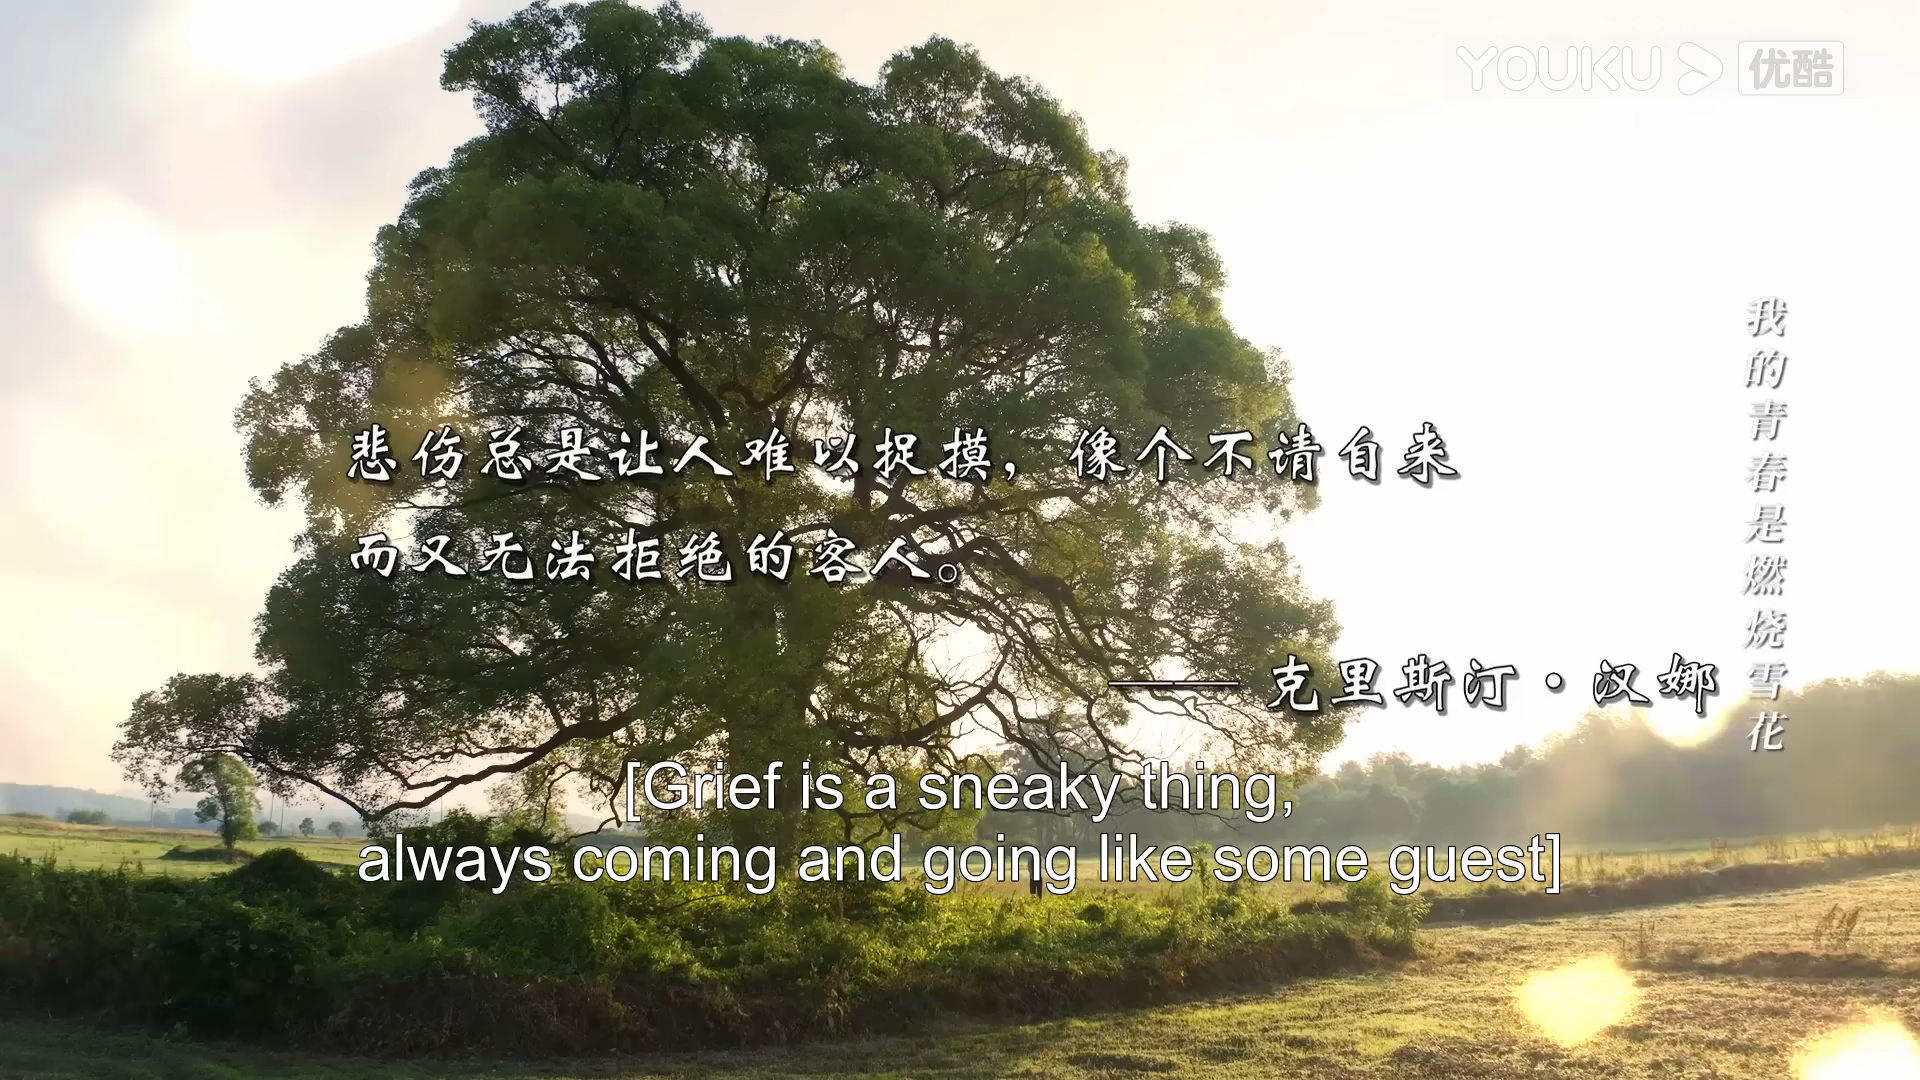 YOUKU 优酷
我的青春是燃烧雪花
悲伤总是让人难以捉摸，像个不请自来
而又无法拒绝的客人。
—— 克里斯汀·汉娜
[Grief is a sneaky thing,
always coming and going like some guest]